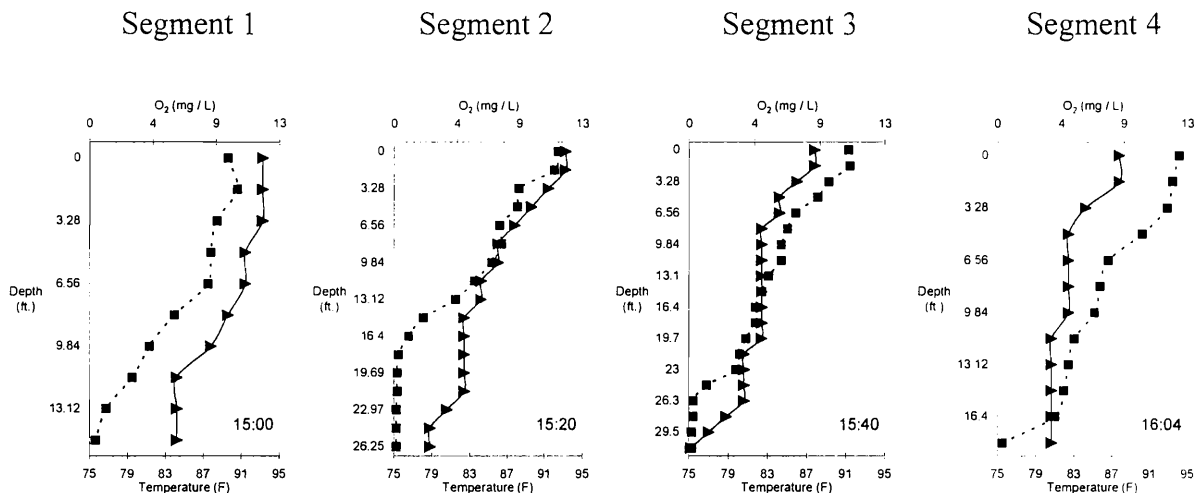 Segment 1 Segment 2 Segment 3 Segment 4
O₂ (mg / L) O₂ (mg / L) O₂ (mg / L) O₂ (mg / L)
0 4 9 13 0 4 9 13 0 4 9 13 0 4 9 13
0
3.28
6.56
9.84
13.12
Depth
(ft.)
15:00
75 79 83 87 91 95
Temperature (F)
0
3.28
6.56
9.84
13.12
16.4
19.69
22.97
26.25
Depth
(ft.)
15:20
75 79 83 87 91 95
Temperature (F)
0
3.28
6.56
9.84
13.1
16.4
19.7
23
26.3
29.5
Depth
(ft.)
15:40
75 79 83 87 91 95
Temperature (F)
0
3.28
6 56
9 84
13.12
16 4
Depth
(ft )
16:04
75 79 83 87 91 95
Temperature (F)